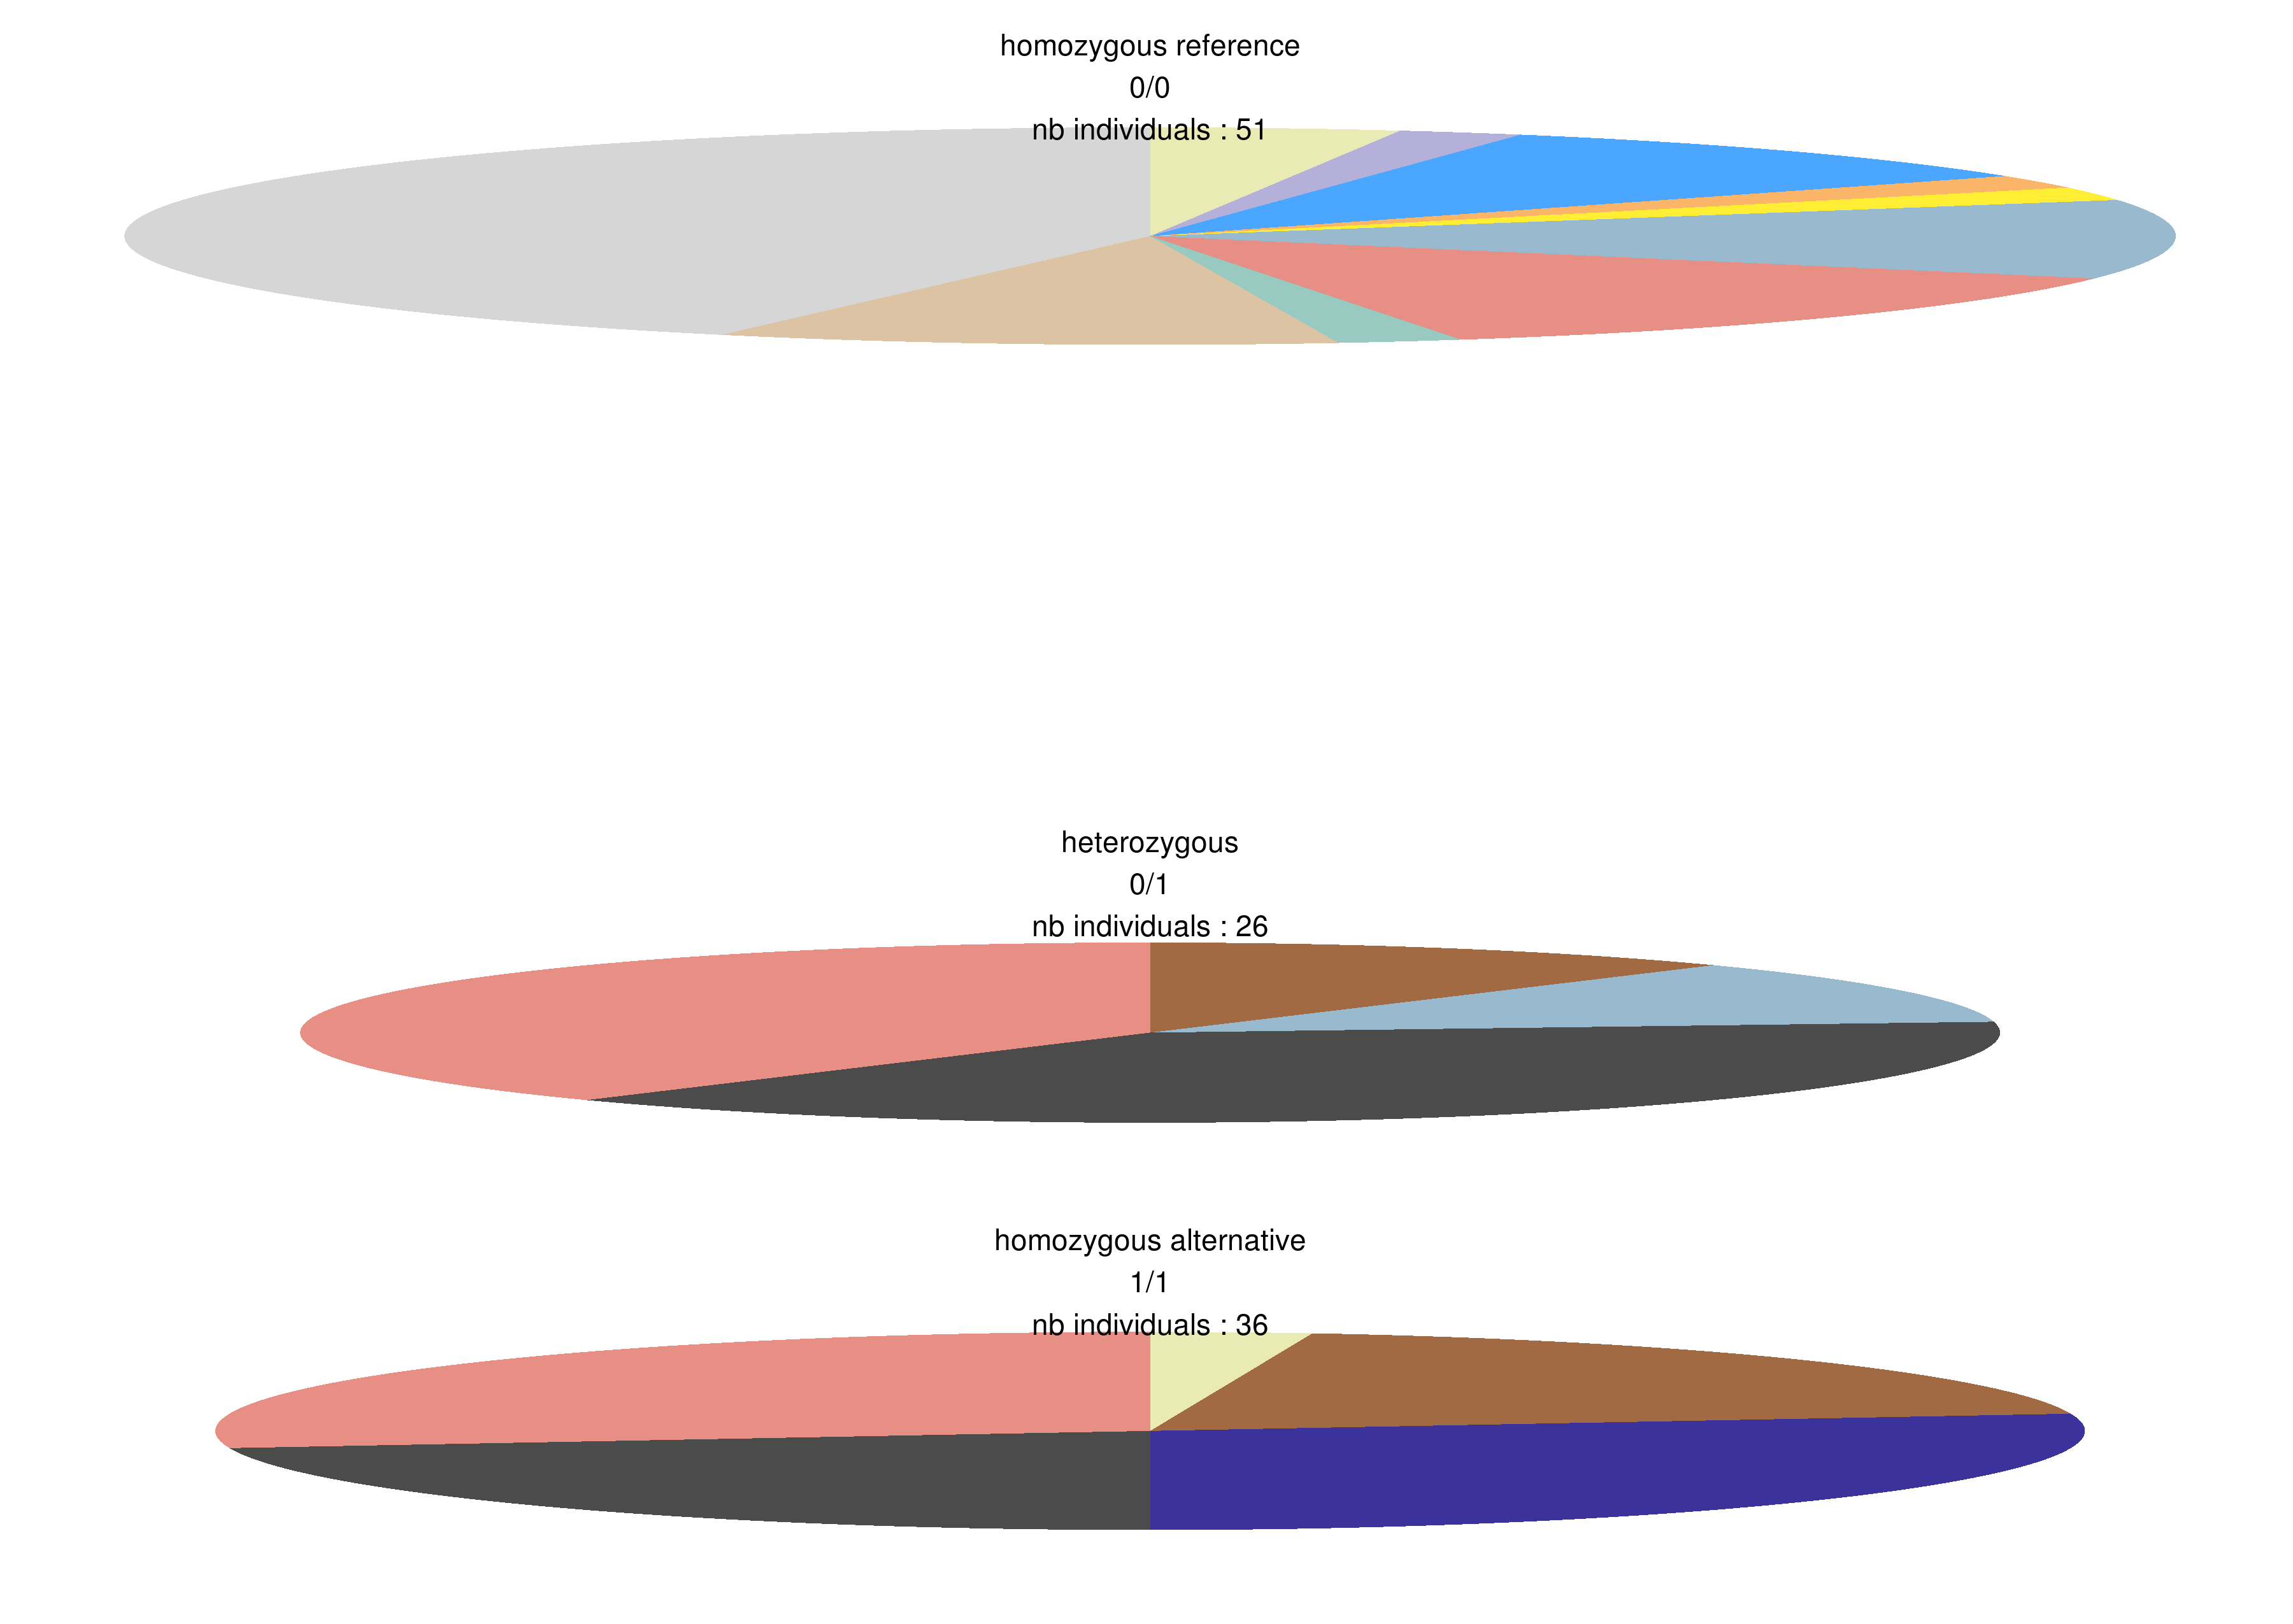 homozygous reference
0/0
nb individuals : 51
heterozygous
0/1
nb individuals : 26
homozygous alternative
1/1
nb individuals : 36